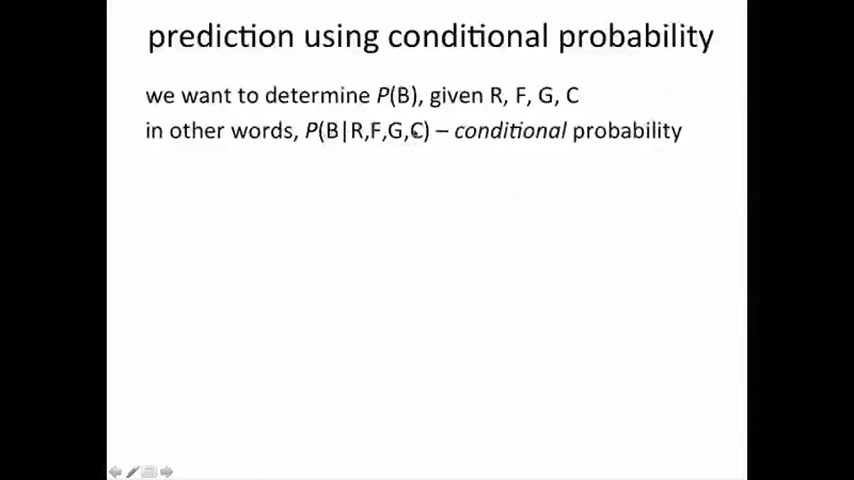 prediction using conditional probability
we want to determine P(B), given R, F, G, C
in other words, P(B|R,F,G,C) – conditional probability